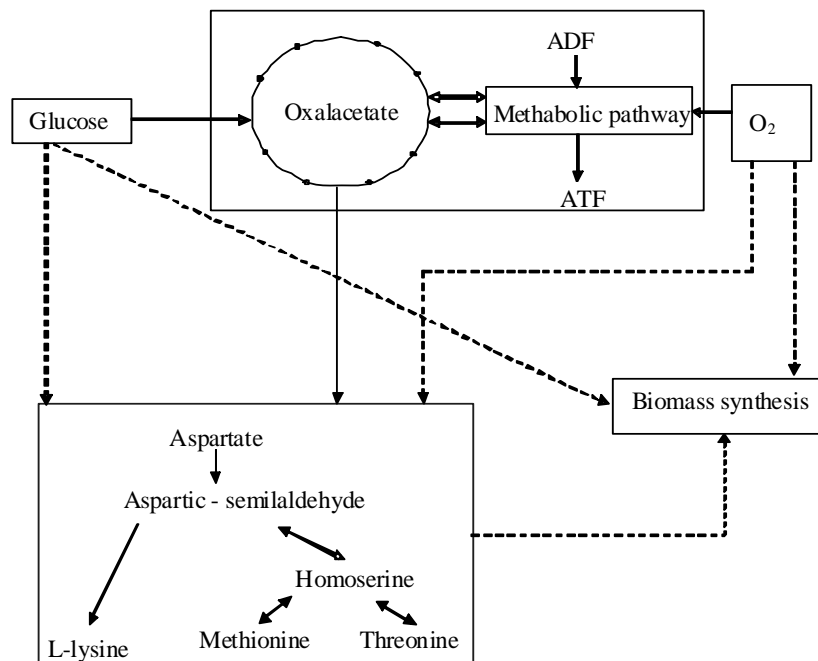 ADF
Glucose
Oxalacetate
Methabolic pathway
O₂
ATF
Biomass synthesis
Aspartate
Aspartic - semilaldehyde
Homoserine
L-lysine
Methionine
Threonine